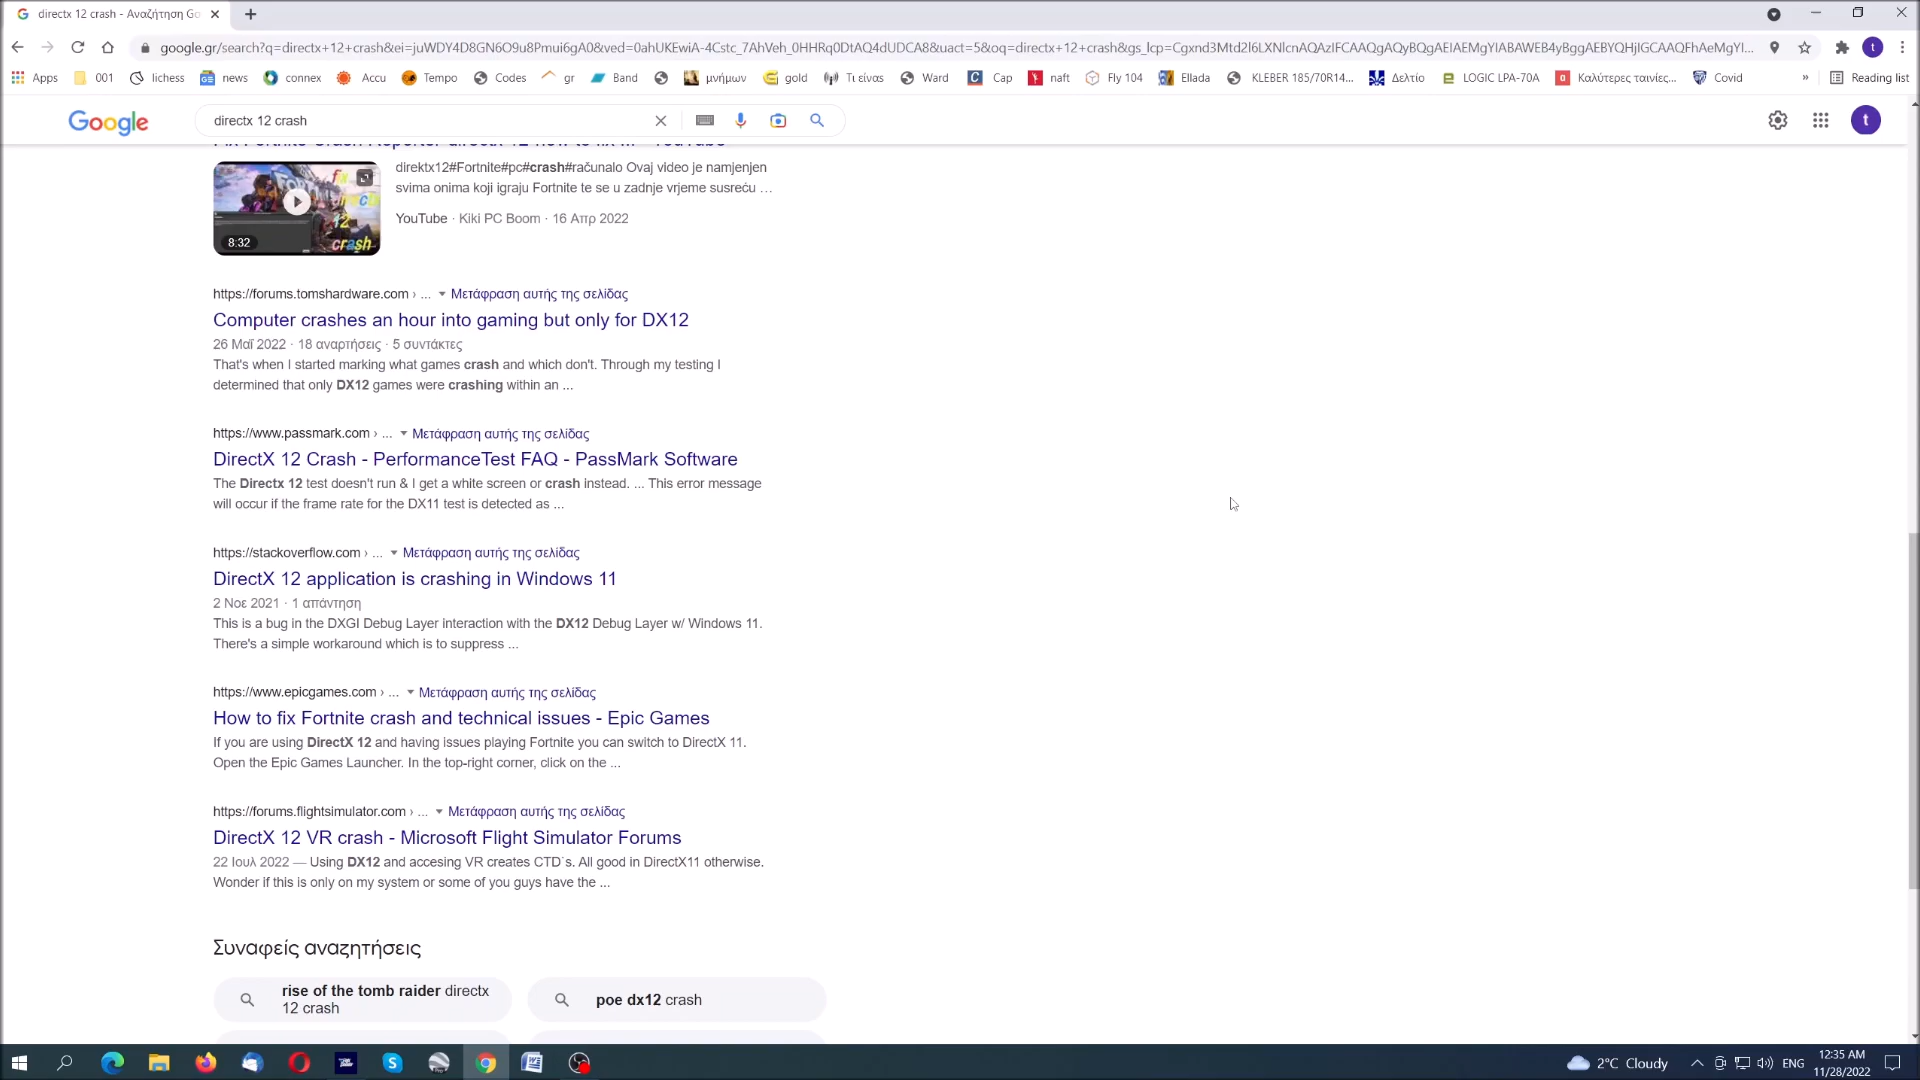 directx 12 crash - Αναζήτηση Go
google.gr/search?q=directx+12+crash&ei=juWDY4D8GN6O9u8Pmui6gA0&ved=0ahUKEwiA-4Cstc_7AhVeh_0HHRq0DtAQ4dUDCA8&uact=5&oq=directx+12+crash&gs_lcp=Cgxnd3Mtd2l6LXNlcnAQAzIFCAAQgAQyBQgAEIAEMgYIABAWEB4yBggAEBYQHjIGCAAQFhAeMgYI...
Apps 001 lichess news connex Accu Tempo Codes gr Band μνήμων gold Τι είνας Ward Cap naft Fly 104 Ellada KLEBER 185/70R14... Δελτίο LOGIC LPA-70A Καλύτερες ταινίες... Covid » Reading list
Google directx 12 crash t
direktx12#Fortnite#pc#crash#računalo Ovaj video je namjenjen
svima onima koji igraju Fortnite te se u zadnje vrijeme susreću ...
YouTube · Kiki PC Boom · 16 Απρ 2022
fix
12
crash
8:32
https://forums.tomshardware.com › ... Μετάφραση αυτής της σελίδας
Computer crashes an hour into gaming but only for DX12
26 Μαΐ 2022 · 18 αναρτήσεις · 5 συντάκτες
That's when I started marking what games crash and which don't. Through my testing I
determined that only DX12 games were crashing within an ...
https://www.passmark.com › ... Μετάφραση αυτής της σελίδας
DirectX 12 Crash - PerformanceTest FAQ - PassMark Software
The Directx 12 test doesn't run & I get a white screen or crash instead. ... This error message
will occur if the frame rate for the DX11 test is detected as ...
https://stackoverflow.com › ... Μετάφραση αυτής της σελίδας
DirectX 12 application is crashing in Windows 11
2 Νοε 2021 · 1 απάντηση
This is a bug in the DXGI Debug Layer interaction with the DX12 Debug Layer w/ Windows 11.
There's a simple workaround which is to suppress ...
https://www.epicgames.com › ... Μετάφραση αυτής της σελίδας
How to fix Fortnite crash and technical issues - Epic Games
If you are using DirectX 12 and having issues playing Fortnite you can switch to DirectX 11.
Open the Epic Games Launcher. In the top-right corner, click on the ...
https://forums.flightsimulator.com › ... Μετάφραση αυτής της σελίδας
DirectX 12 VR crash - Microsoft Flight Simulator Forums
22 Ιουλ 2022 — Using DX12 and accesing VR creates CTD`s. All good in DirectX11 otherwise.
Wonder if this is only on my system or some of you guys have the ...
Συναφείς αναζητήσεις
rise of the tomb raider directx
12 crash
poe dx12 crash
2°C Cloudy ENG 12:35 AM
11/28/2022